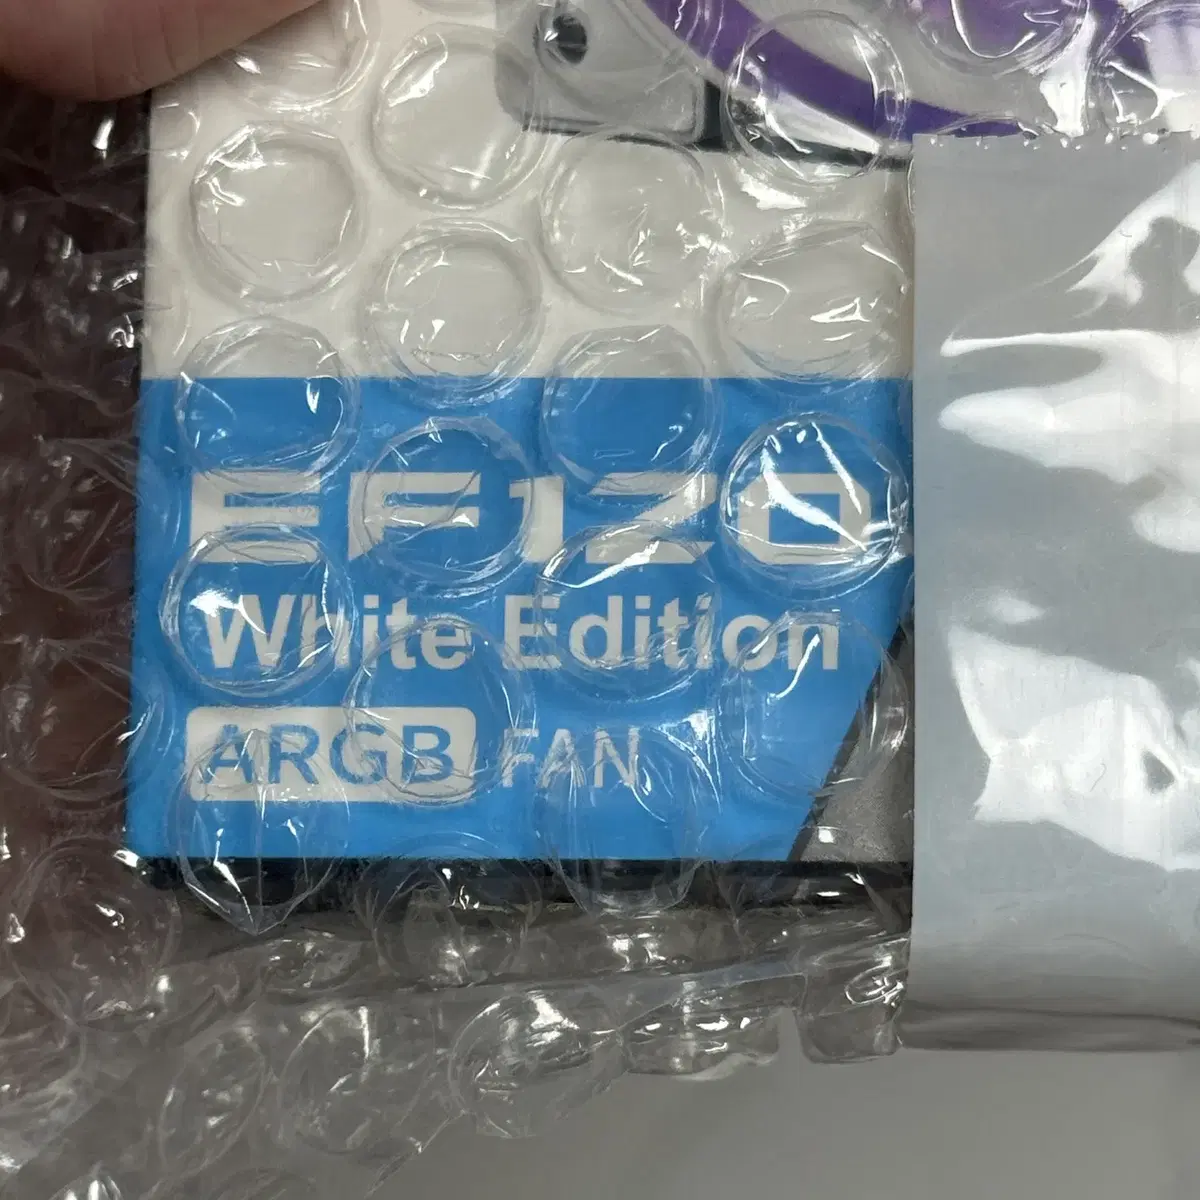 EF120
White Edition
ARGB FAN